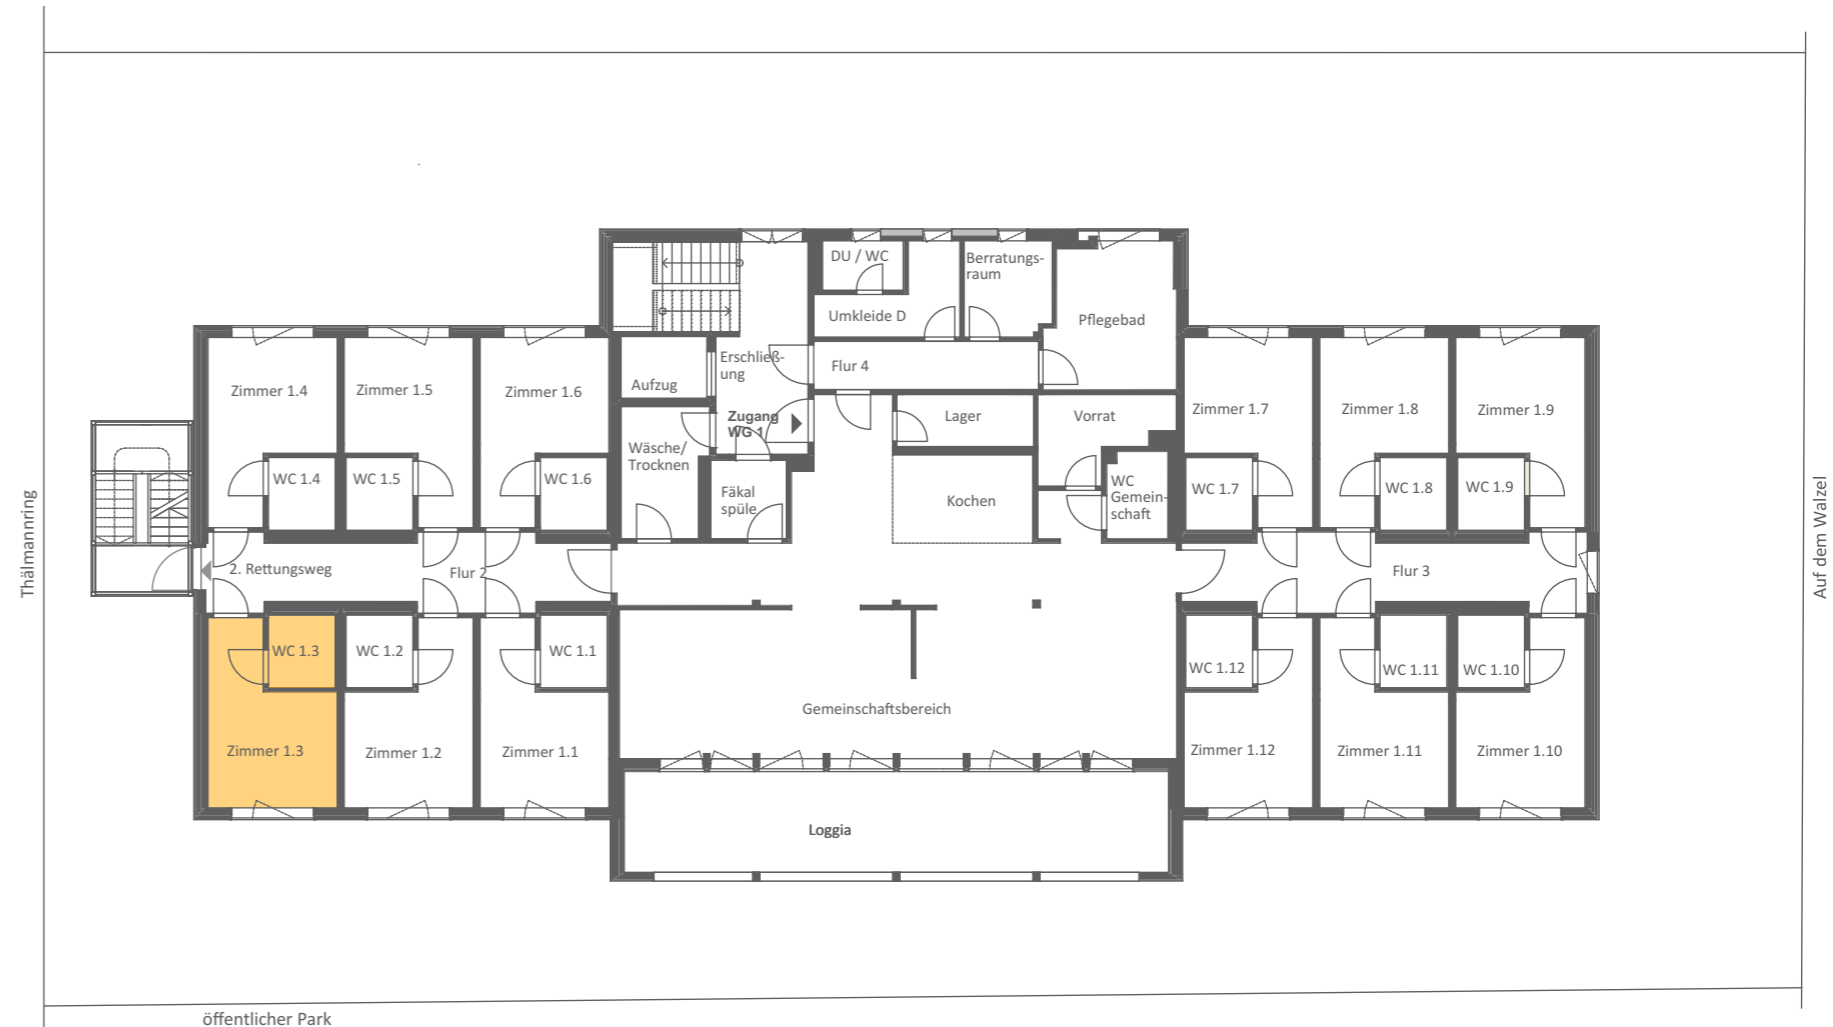 DU / WC
Berratungs-
raum
Umkleide D
Pflegebad
Erschließ-
ung
Flur 4
Aufzug
Zimmer 1.4
Zimmer 1.5
Zimmer 1.6
Zugang
WG 1
Lager
Vorrat
Zimmer 1.7
Zimmer 1.8
Zimmer 1.9
Wäsche/
Trocknen
WC 1.4
WC 1.5
WC 1.6
Fäkal
spüle
Kochen
WC
Gemein-
schaft
WC 1.7
WC 1.8
WC 1.9
Thälmannring
2. Rettungsweg
Flur 2
Flur 3
Auf dem Walzel
WC 1.3
WC 1.2
WC 1.1
WC 1.12
WC 1.11
WC 1.10
Gemeinschaftsbereich
Zimmer 1.3
Zimmer 1.2
Zimmer 1.1
Zimmer 1.12
Zimmer 1.11
Zimmer 1.10
Loggia
öffentlicher Park